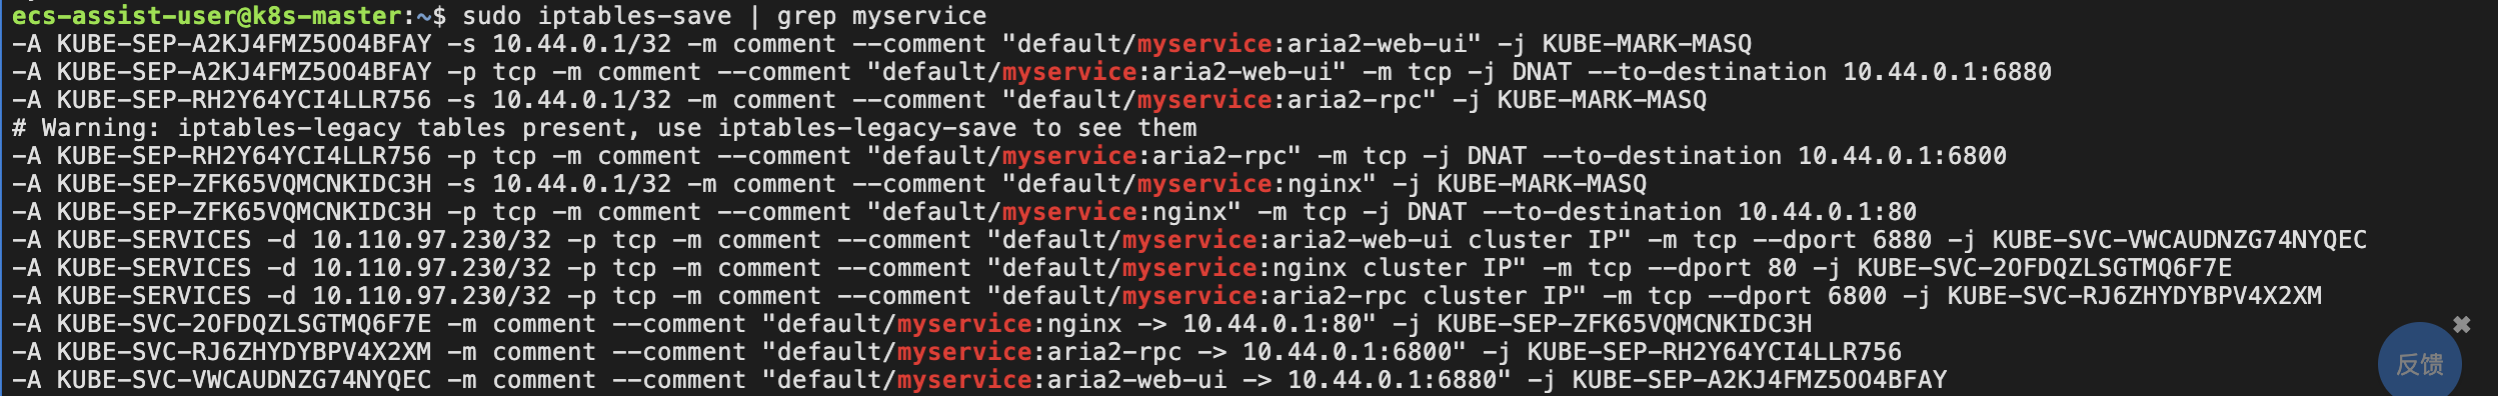 ecs-assist-user@k8s-master:~$ sudo iptables-save | grep myservice
-A KUBE-SEP-A2KJ4FMZ5OO4BFAY -s 10.44.0.1/32 -m comment --comment "default/myservice:aria2-web-ui" -j KUBE-MARK-MASQ
-A KUBE-SEP-A2KJ4FMZ5OO4BFAY -p tcp -m comment --comment "default/myservice:aria2-web-ui" -m tcp -j DNAT --to-destination 10.44.0.1:6880
-A KUBE-SEP-RH2Y64YCI4LLR756 -s 10.44.0.1/32 -m comment --comment "default/myservice:aria2-rpc" -j KUBE-MARK-MASQ
# Warning: iptables-legacy tables present, use iptables-legacy-save to see them
-A KUBE-SEP-RH2Y64YCI4LLR756 -p tcp -m comment --comment "default/myservice:aria2-rpc" -m tcp -j DNAT --to-destination 10.44.0.1:6800
-A KUBE-SEP-ZFK65VQMCNKIDC3H -s 10.44.0.1/32 -m comment --comment "default/myservice:nginx" -j KUBE-MARK-MASQ
-A KUBE-SEP-ZFK65VQMCNKIDC3H -p tcp -m comment --comment "default/myservice:nginx" -m tcp -j DNAT --to-destination 10.44.0.1:80
-A KUBE-SERVICES -d 10.110.97.230/32 -p tcp -m comment --comment "default/myservice:aria2-web-ui cluster IP" -m tcp --dport 6880 -j KUBE-SVC-VWCAUDNZG74NYQEC
-A KUBE-SERVICES -d 10.110.97.230/32 -p tcp -m comment --comment "default/myservice:nginx cluster IP" -m tcp --dport 80 -j KUBE-SVC-2OFDQZLSGTMQ6F7E
-A KUBE-SERVICES -d 10.110.97.230/32 -p tcp -m comment --comment "default/myservice:aria2-rpc cluster IP" -m tcp --dport 6800 -j KUBE-SVC-RJ6ZHYDYBPV4X2XM
-A KUBE-SVC-2OFDQZLSGTMQ6F7E -m comment --comment "default/myservice:nginx -> 10.44.0.1:80" -j KUBE-SEP-ZFK65VQMCNKIDC3H
-A KUBE-SVC-RJ6ZHYDYBPV4X2XM -m comment --comment "default/myservice:aria2-rpc -> 10.44.0.1:6800" -j KUBE-SEP-RH2Y64YCI4LLR756
-A KUBE-SVC-VWCAUDNZG74NYQEC -m comment --comment "default/myservice:aria2-web-ui -> 10.44.0.1:6880" -j KUBE-SEP-A2KJ4FMZ5OO4BFAY
反馈